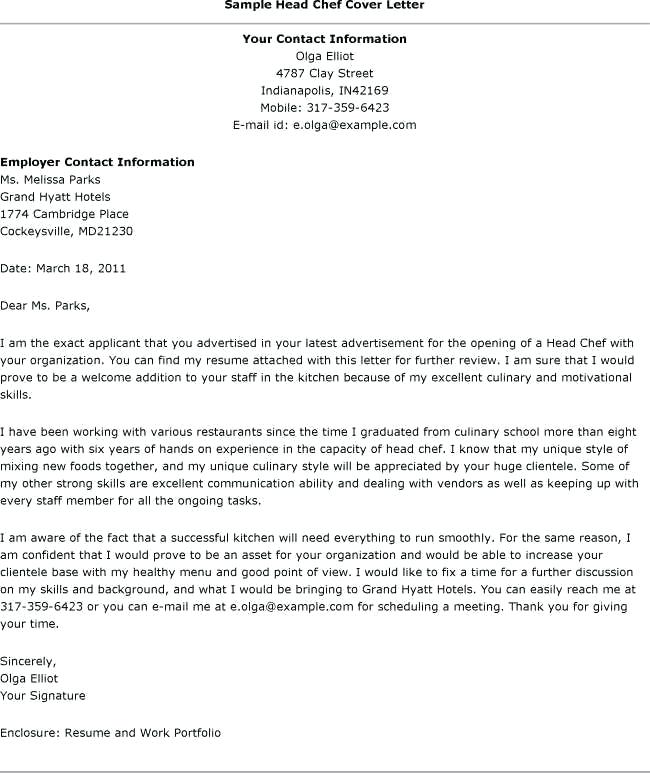 Sample Head Chef Cover Letter
Your Contact Information
Olga Elliot
4787 Clay Street
Indianapolis, IN42169
Mobile: 317-359-6423
E-mail id: e.olga@example.com
Employer Contact Information
Ms. Melissa Parks
Grand Hyatt Hotels
1774 Cambridge Place
Cockeysville, MD21230
Date: March 18, 2011
Dear Ms. Parks,
I am the exact applicant that you advertised in your latest advertisement for the opening of a Head Chef with
your organization. You can find my resume attached with this letter for further review. I am sure that I would
prove to be a welcome addition to your staff in the kitchen because of my excellent culinary and motivational
skills.
I have been working with various restaurants since the time I graduated from culinary school more than eight
years ago with six years of hands on experience in the capacity of head chef. I know that my unique style of
mixing new foods together, and my unique culinary style will be appreciated by your huge clientele. Some of
my other strong skills are excellent communication ability and dealing with vendors as well as keeping up with
every staff member for all the ongoing tasks.
I am aware of the fact that a successful kitchen will need everything to run smoothly. For the same reason, I
am confident that I would prove to be an asset for your organization and would be able to increase your
clientele base with my healthy menu and good point of view. I would like to fix a time for a further discussion
on my skills and background, and what I would be bringing to Grand Hyatt Hotels. You can easily reach me at
317-359-6423 or you can e-mail me at e.olga@example.com for scheduling a meeting. Thank you for giving
your time.
Sincerely,
Olga Elliot
Your Signature
Enclosure: Resume and Work Portfolio